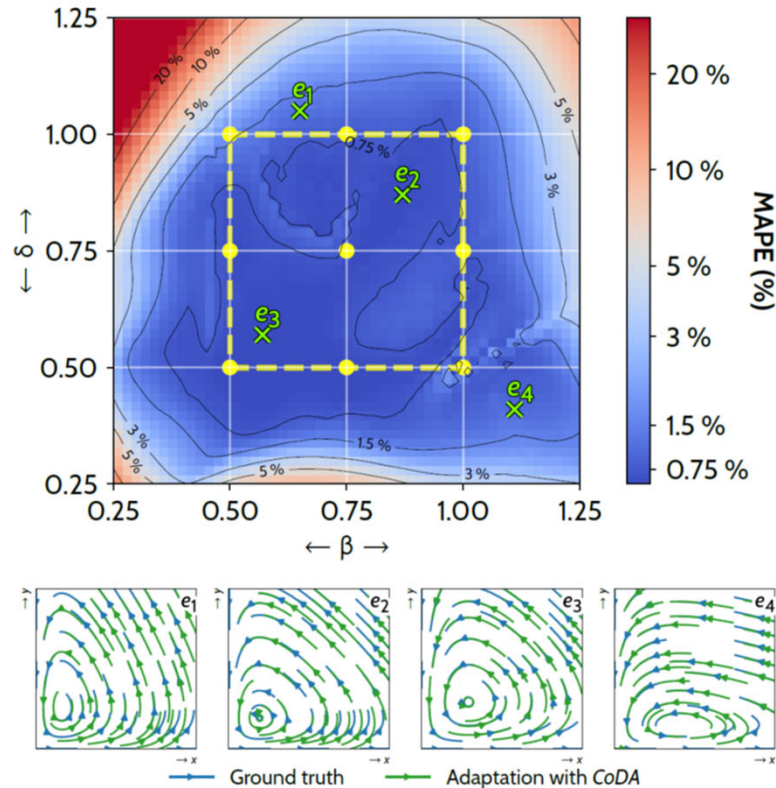 1.25
1.00
0.75
0.50
0.25
← δ →
0.25 0.50 0.75 1.00 1.25
← β →
20 %
10 %
5 %
5 %
3 %
0.75 %
3 %
5 %
1.5 %
5 %
3 %
e1
e2
e3
e4
20 %
10 %
5 %
3 %
1.5 %
0.75 %
MAPE (%)
→ y e1 → x
→ y e2 → x
→ y e3 → x
→ y e4 → x
Ground truth Adaptation with CoDA